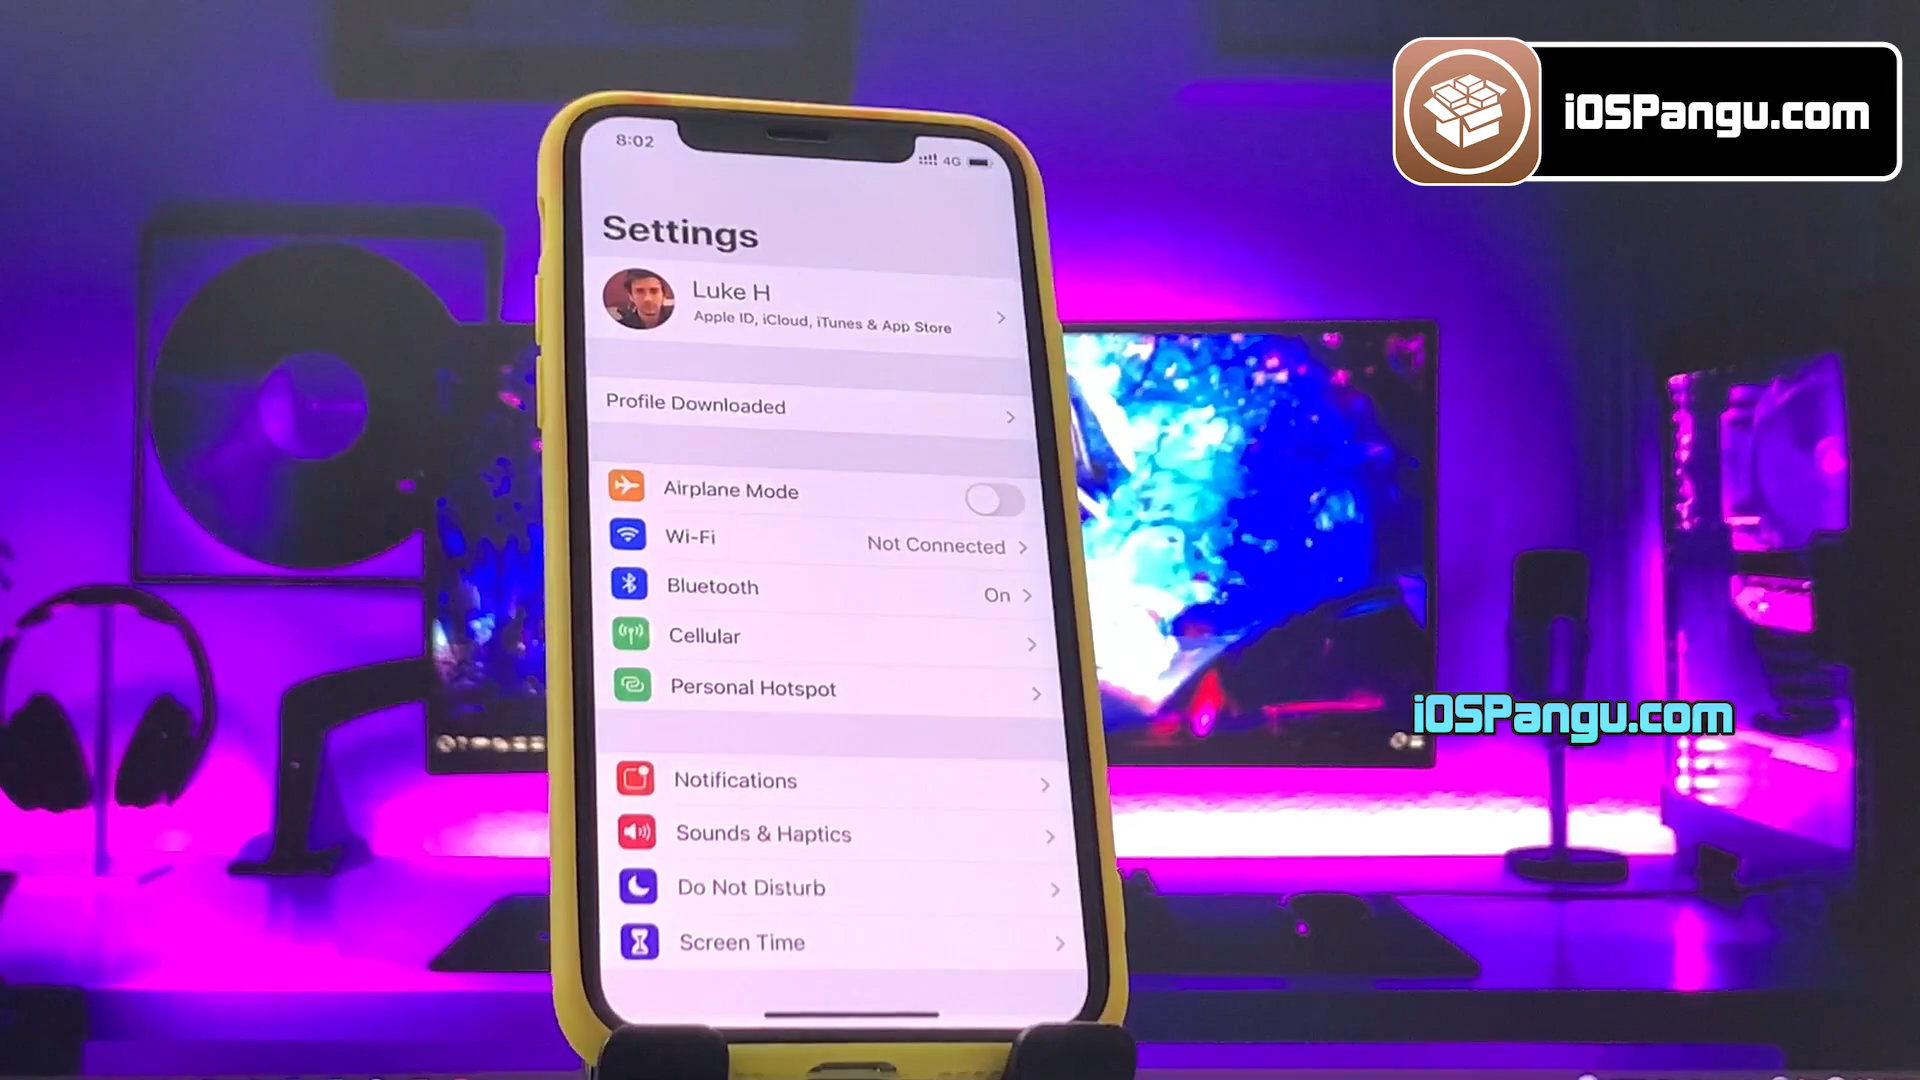 iOSPangu.com
8:02
4G
Settings
Luke H
Apple ID, iCloud, iTunes & App Store
Profile Downloaded
Airplane Mode
Wi-Fi Not Connected
Bluetooth On
Cellular
Personal Hotspot
iOSPangu.com
Notifications
Sounds & Haptics
Do Not Disturb
Screen Time